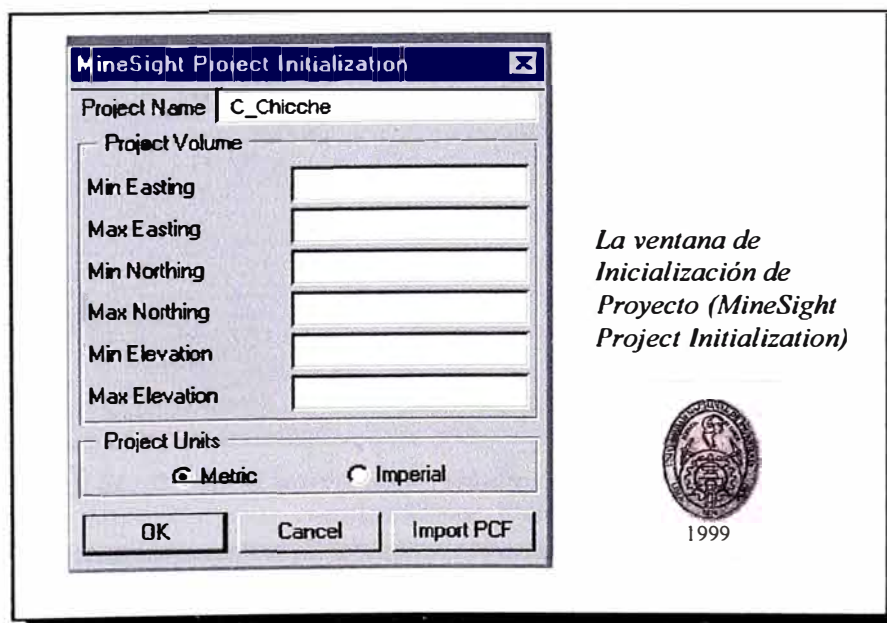 MineSight Project Initialization
Project Name C_Chicche
Project Volume
Min Easting
Max Easting
Min Northing
Max Northing
Min Elevation
Max Elevation
Project Units
Metric Imperial
OK Cancel Import PCF
La ventana de
Inicialización de
Proyecto (MineSight
Project Initialization)
1999